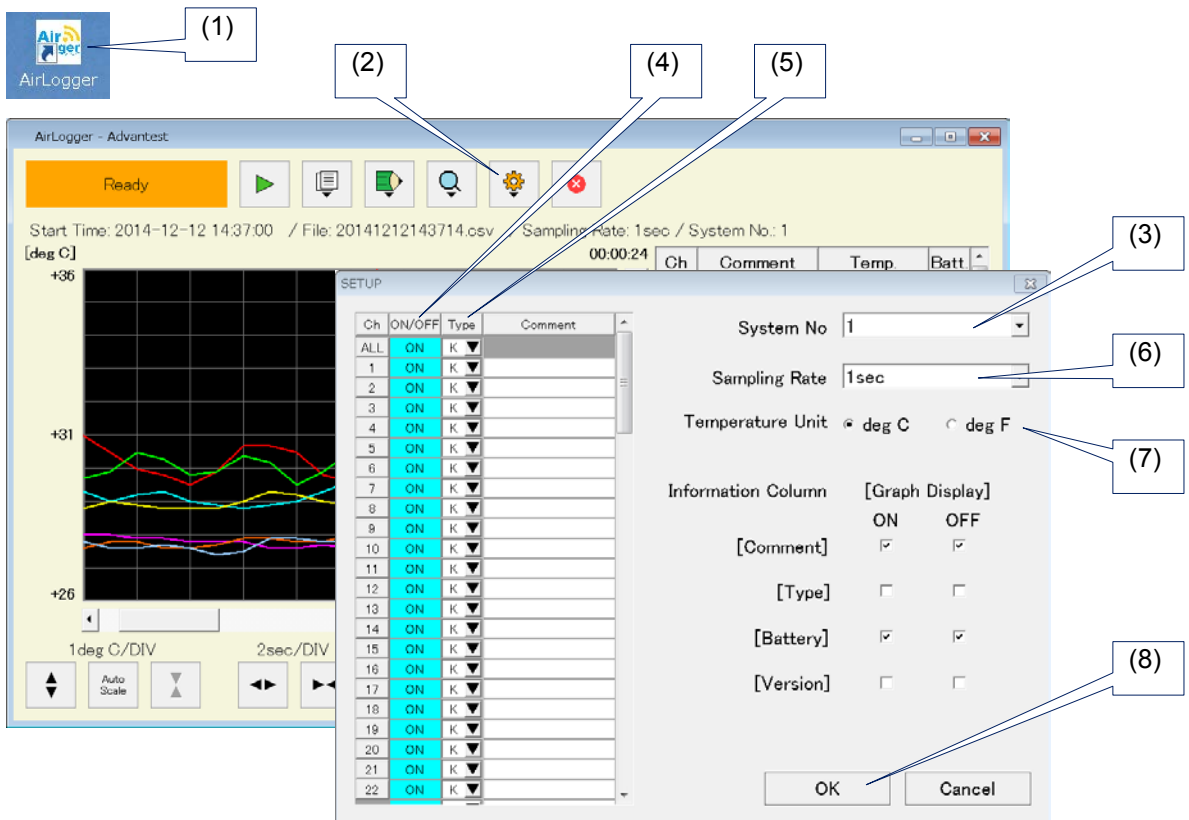 (1)
Air
ger
AirLogger
(2)
(4)
(5)
AirLogger - Advantest
Ready
Start Time: 2014-12-12 14:37:00 / File: 20141212143714.csv / Sampling Rate: 1sec / System No.: 1
[deg C]
00:00:24
Ch Comment Temp. Batt.
(3)
+36
+31
+26
1deg C/DIV
2sec/DIV
Auto
Scale
SETUP
Ch ON/OFF Type Comment
ALL ON K
1 ON K
2 ON K
3 ON K
4 ON K
5 ON K
6 ON K
7 ON K
8 ON K
9 ON K
10 ON K
11 ON K
12 ON K
13 ON K
14 ON K
15 ON K
16 ON K
17 ON K
18 ON K
19 ON K
20 ON K
21 ON K
22 ON K
System No 1
(6)
Sampling Rate 1sec
Temperature Unit deg C deg F
(7)
Information Column [Graph Display]
ON OFF
[Comment]
[Type]
[Battery]
(8)
[Version]
OK Cancel